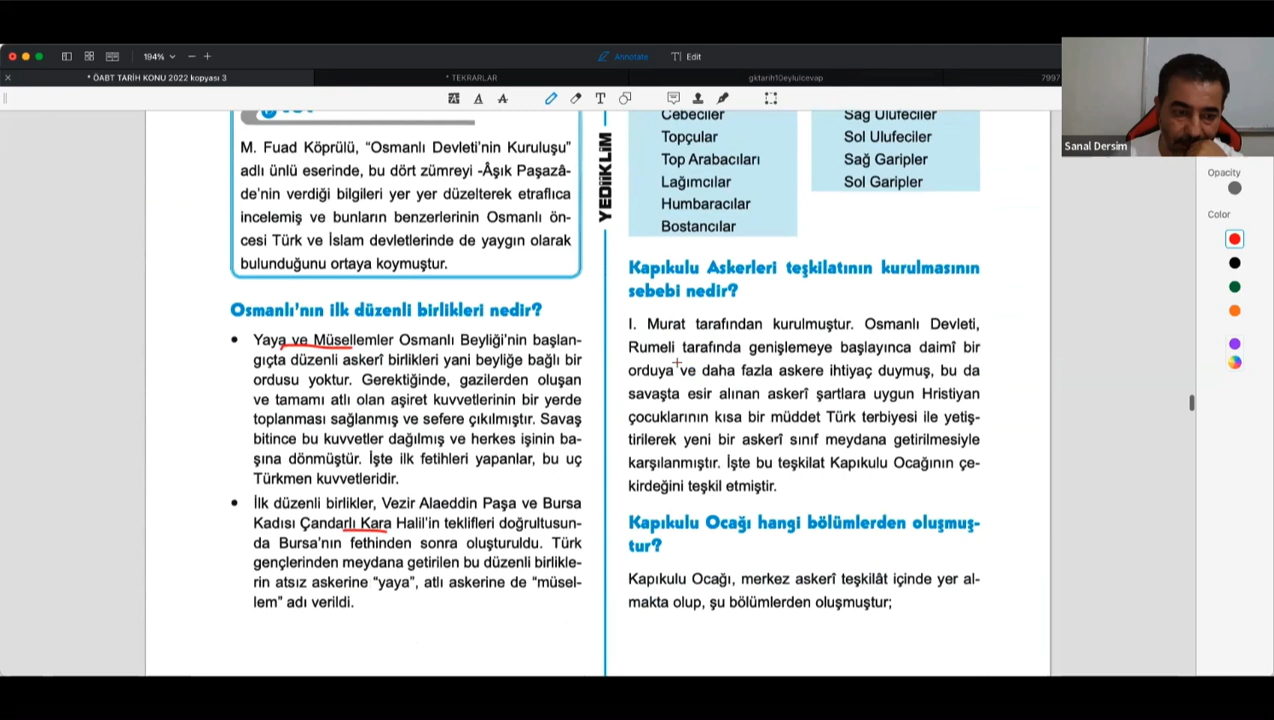 194%
Annotate
Edit
* ÖABT TARİH KONU 2022 kopyası 3
* TEKRARLAR
gktarih10eylulcevap
7997
Sanal Dersim
Opacity
Color
M. Fuad Köprülü, “Osmanlı Devleti’nin Kuruluşu”
adlı ünlü eserinde, bu dört zümreyi -Âşık Paşazâ-
de’nin verdiği bilgileri yer yer düzelterek etraflıca
incelemiş ve bunların benzerlerinin Osmanlı ön-
cesi Türk ve İslam devletlerinde de yaygın olarak
bulunduğunu ortaya koymuştur.
Osmanlı’nın ilk düzenli birlikleri nedir?
• Yaya ve Müsellemler Osmanlı Beyliği’nin başlan-
gıçta düzenli askerî birlikleri yani beyliğe bağlı bir
ordusu yoktur. Gerektiğinde, gazilerden oluşan
ve tamamı atlı olan aşiret kuvvetlerinin bir yerde
toplanması sağlanmış ve sefere çıkılmıştır. Savaş
bitince bu kuvvetler dağılmış ve herkes işinin ba-
şına dönmüştür. İşte ilk fetihleri yapanlar, bu uç
Türkmen kuvvetleridir.
• İlk düzenli birlikler, Vezir Alaeddin Paşa ve Bursa
Kadısı Çandarlı Kara Halil’in teklifleri doğrultusun-
da Bursa’nın fethinden sonra oluşturuldu. Türk
gençlerinden meydana getirilen bu düzenli birlikle-
rin atsız askerine “yaya”, atlı askerine de “müsel-
lem” adı verildi.
YEDİİKLİM
Cebeciler
Topçular
Top Arabacıları
Lağımcılar
Humbaracılar
Bostancılar
Sağ Ulufeciler
Sol Ulufeciler
Sağ Garipler
Sol Garipler
Kapıkulu Askerleri teşkilatının kurulmasının
sebebi nedir?
I. Murat tarafından kurulmuştur. Osmanlı Devleti,
Rumeli tarafında genişlemeye başlayınca daimî bir
orduya ve daha fazla askere ihtiyaç duymuş, bu da
savaşta esir alınan askerî şartlara uygun Hristiyan
çocuklarının kısa bir müddet Türk terbiyesi ile yetiş-
tirilerek yeni bir askerî sınıf meydana getirilmesiyle
karşılanmıştır. İşte bu teşkilat Kapıkulu Ocağının çe-
kirdeğini teşkil etmiştir.
Kapıkulu Ocağı hangi bölümlerden oluşmuş-
tur?
Kapıkulu Ocağı, merkez askerî teşkilât içinde yer al-
makta olup, şu bölümlerden oluşmuştur;